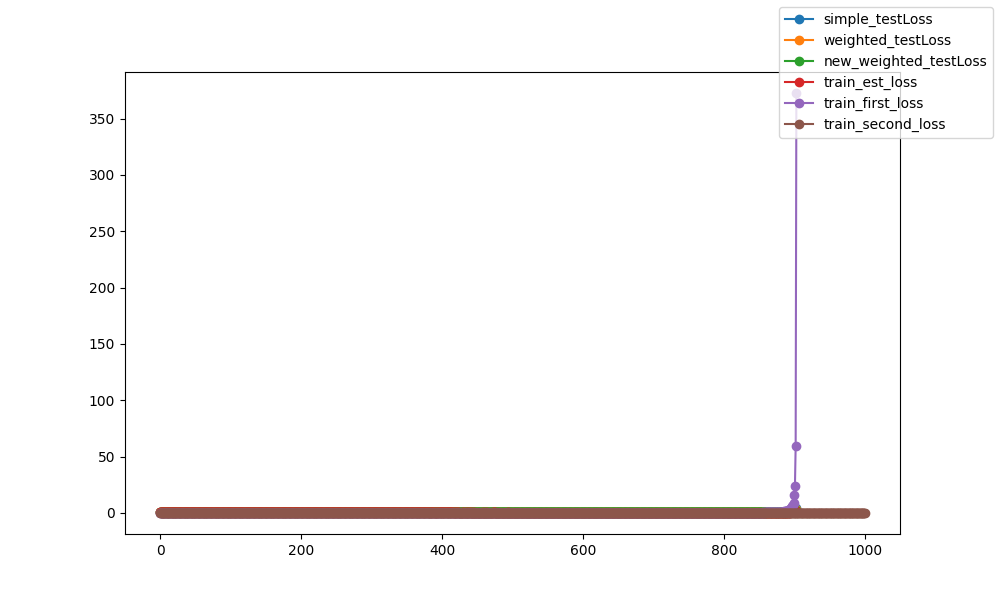 simple_testLoss
weighted_testLoss
new_weighted_testLoss
train_est_loss
train_first_loss
train_second_loss
350
300
250
200
150
100
50
0
0 200 400 600 800 1000